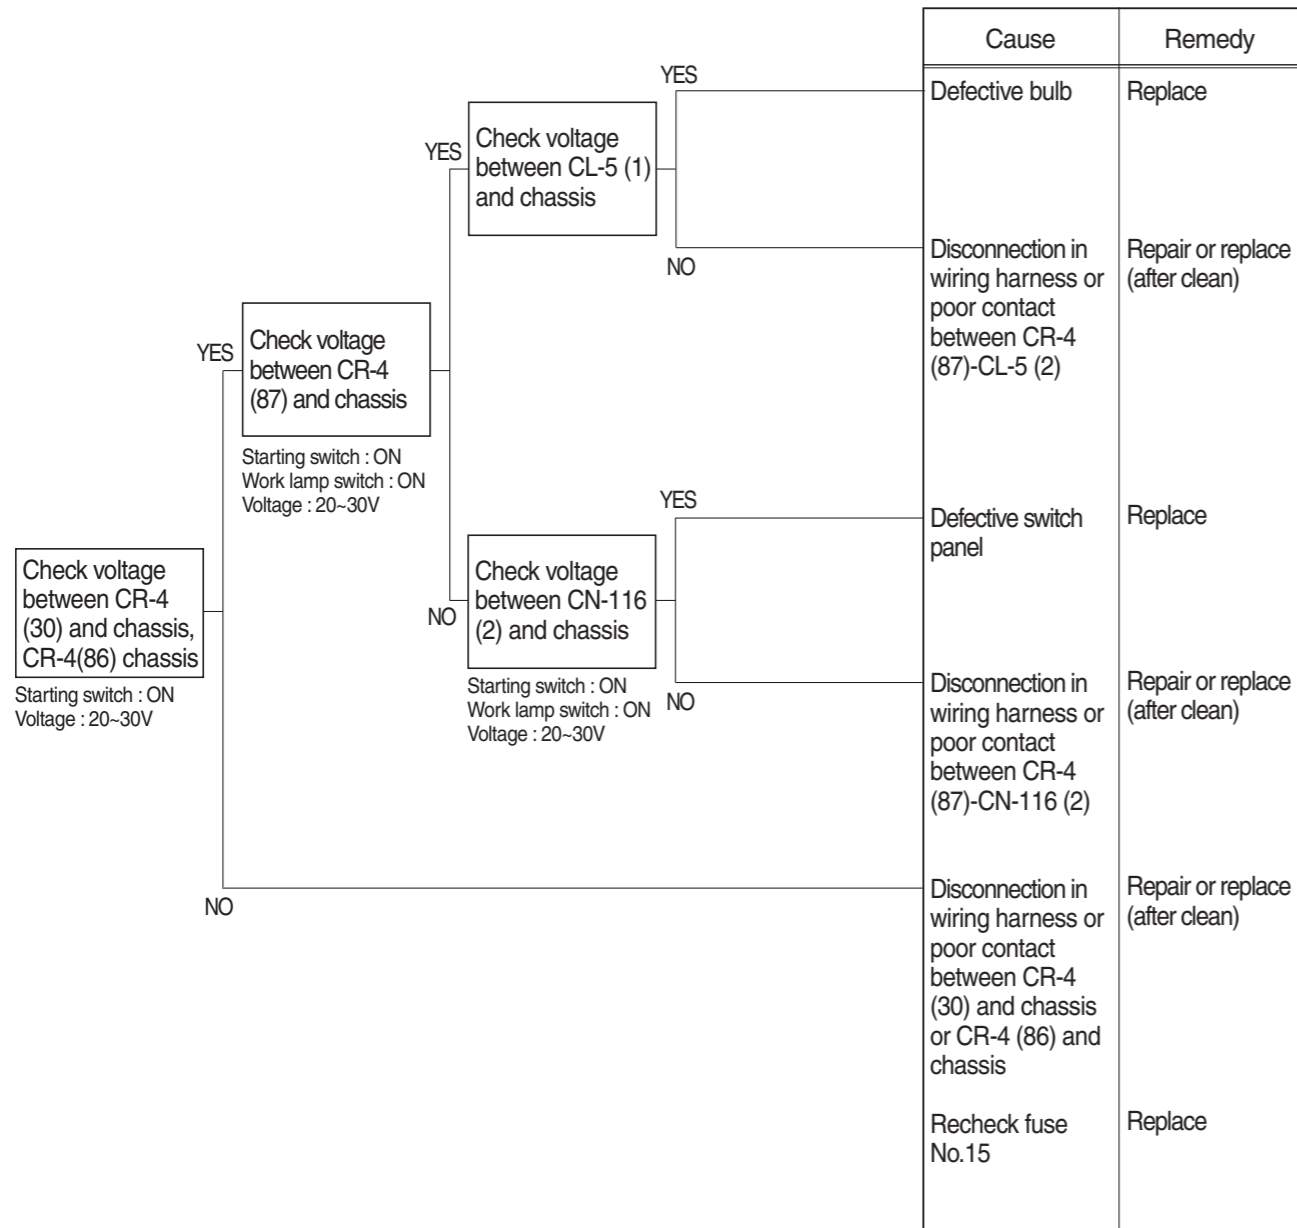 Cause
Remedy
YES
Defective bulb
Replace
YES
Check voltage
between CL-5 (1)
and chassis
NO
Disconnection in
wiring harness or
poor contact
between CR-4
(87)-CL-5 (2)
Repair or replace
(after clean)
YES
Check voltage
between CR-4
(87) and chassis
Starting switch : ON
Work lamp switch : ON
Voltage : 20~30V
YES
Defective switch
panel
Replace
Check voltage
between CR-4
(30) and chassis,
CR-4(86) chassis
Starting switch : ON
Voltage : 20~30V
NO
Check voltage
between CN-116
(2) and chassis
Starting switch : ON
Work lamp switch : ON
Voltage : 20~30V
NO
Disconnection in
wiring harness or
poor contact
between CR-4
(87)-CN-116 (2)
Repair or replace
(after clean)
NO
Disconnection in
wiring harness or
poor contact
between CR-4
(30) and chassis
or CR-4 (86) and
chassis
Repair or replace
(after clean)
Recheck fuse
No.15
Replace